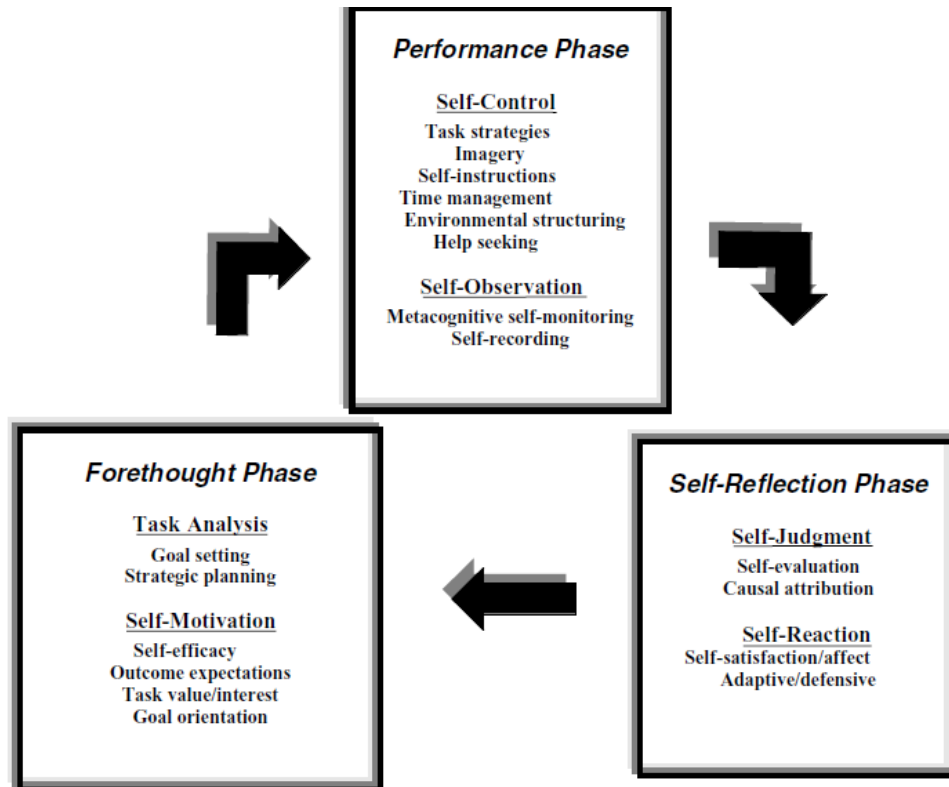 Performance Phase
Self-Control
Task strategies
Imagery
Self-instructions
Time management
Environmental structuring
Help seeking
Self-Observation
Metacognitive self-monitoring
Self-recording
Forethought Phase
Task Analysis
Goal setting
Strategic planning
Self-Motivation
Self-efficacy
Outcome expectations
Task value/interest
Goal orientation
Self-Reflection Phase
Self-Judgment
Self-evaluation
Causal attribution
Self-Reaction
Self-satisfaction/affect
Adaptive/defensive